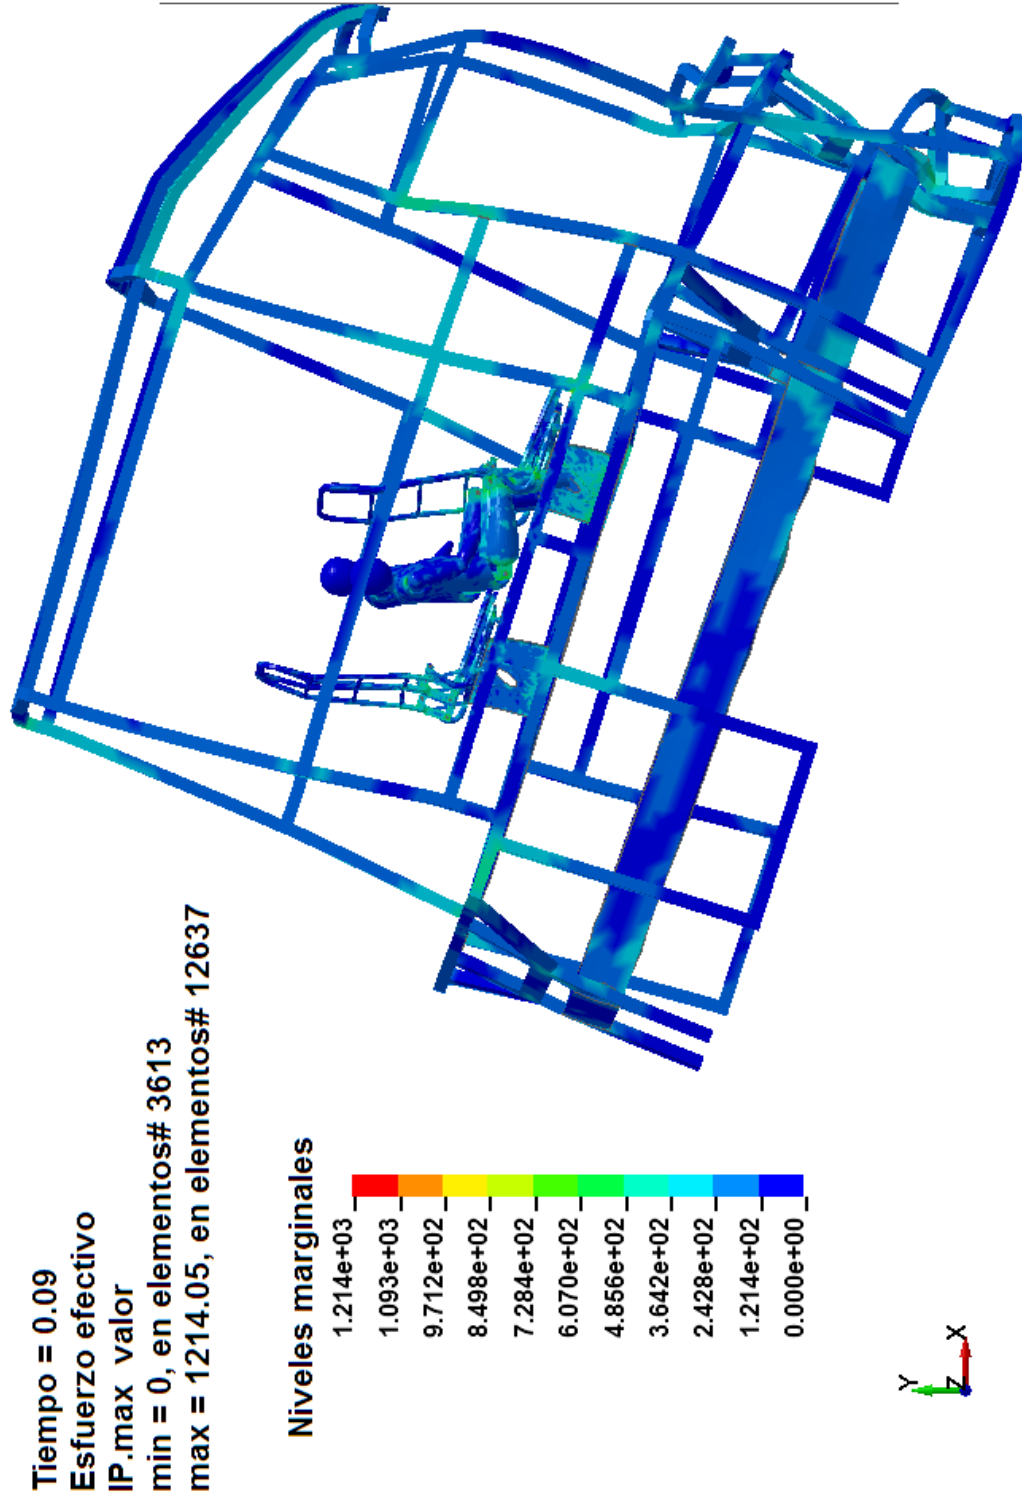 Tiempo = 0.09
Esfuerzo efectivo
IP.max valor
min = 0, en elementos# 3613
max = 1214.05, en elementos# 12637
Niveles marginales
1.214e+03
1.093e+03
9.712e+02
8.498e+02
7.284e+02
6.070e+02
4.856e+02
3.642e+02
2.428e+02
1.214e+02
0.000e+00
Y
Z
X